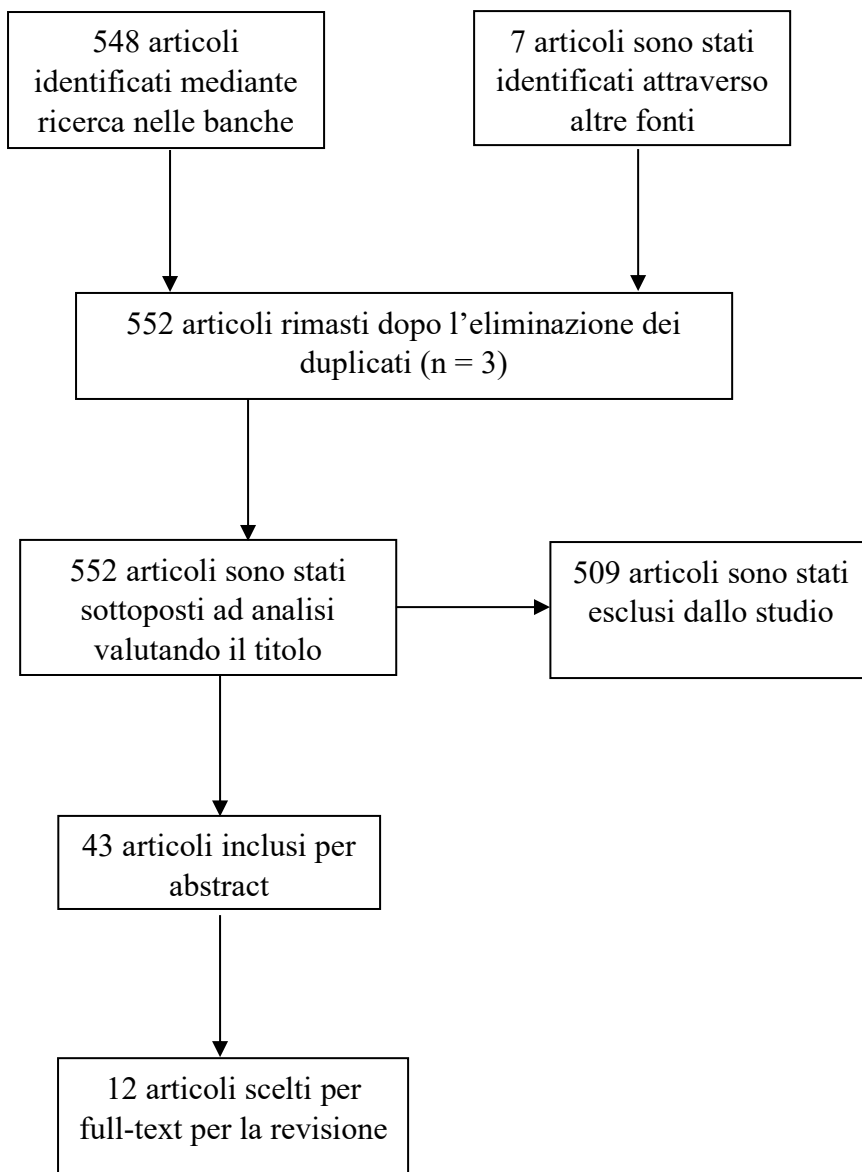 548 articoli
identificati mediante
ricerca nelle banche
7 articoli sono stati
identificati attraverso
altre fonti
552 articoli rimasti dopo l’eliminazione dei
duplicati (n = 3)
552 articoli sono stati
sottoposti ad analisi
valutando il titolo
509 articoli sono stati
esclusi dallo studio
43 articoli inclusi per
abstract
12 articoli scelti per
full-text per la revisione